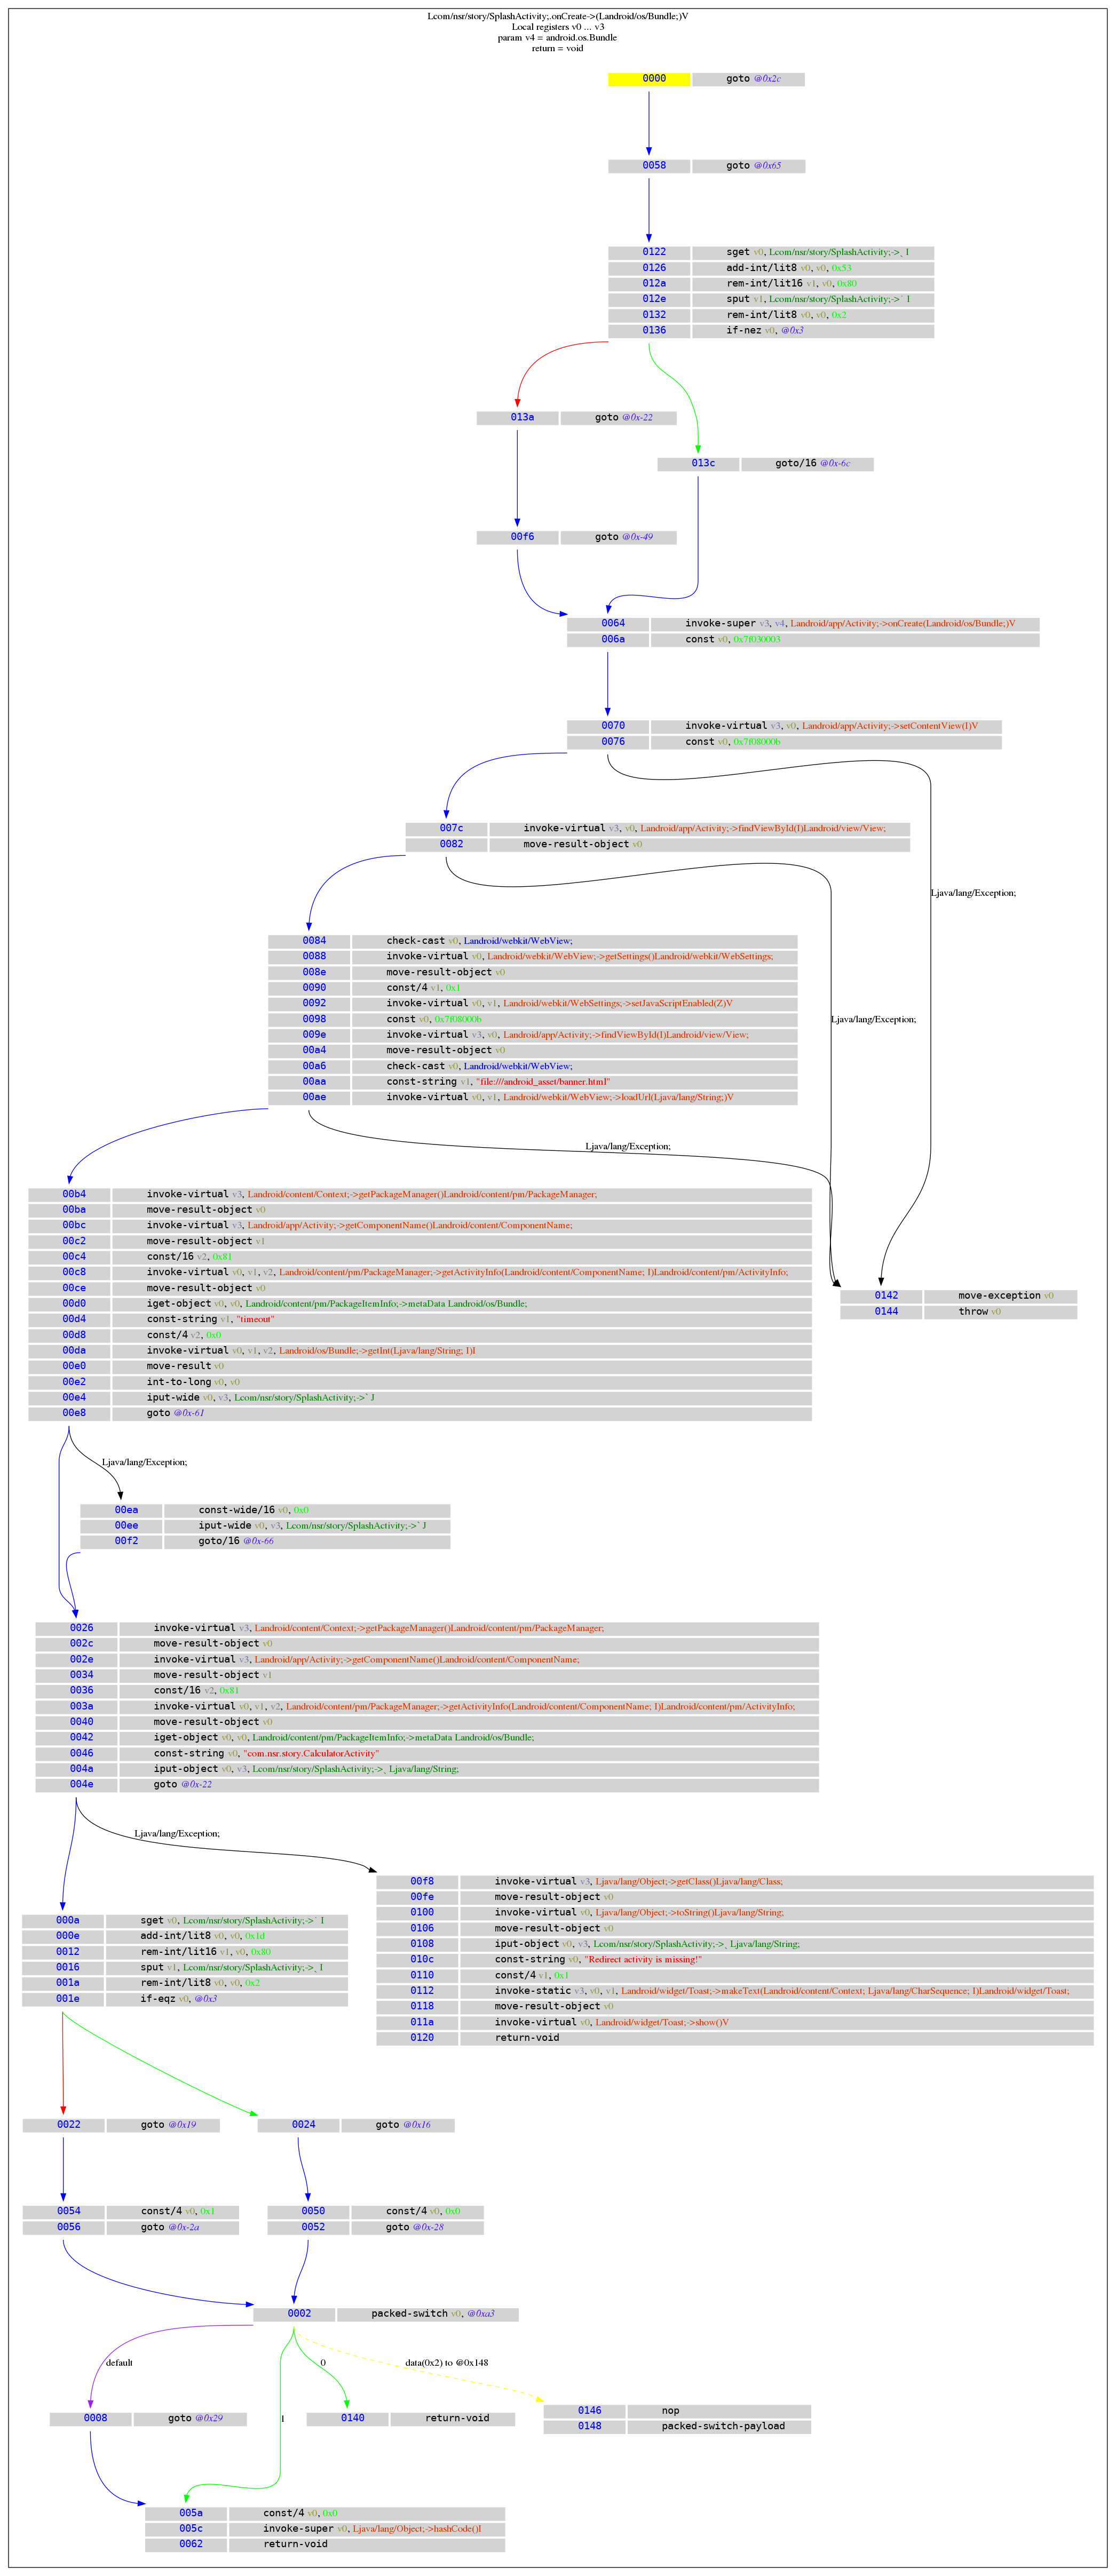 Lcom/nsr/story/SplashActivity;.onCreate->(Landroid/os/Bundle;)V
Local registers v0 ... v3
param v4 = android.os.Bundle
return = void
0000 goto @0x2c
0058 goto @0x65
0122 sget v0, Lcom/nsr/story/SplashActivity;->ˏ I
0126 add-int/lit8 v0, v0, 0x53
012a rem-int/lit16 v1, v0, 0x80
012e sput v1, Lcom/nsr/story/SplashActivity;->` I
0132 rem-int/lit8 v0, v0, 0x2
0136 if-nez v0, @0x3
013a goto @0x-22
013c goto/16 @0x-6c
00f6 goto @0x-49
0064 invoke-super v3, v4, Landroid/app/Activity;->onCreate(Landroid/os/Bundle;)V
006a const v0, 0x7f030003
0070 invoke-virtual v3, v0, Landroid/app/Activity;->setContentView(I)V
0076 const v0, 0x7f08000b
007c invoke-virtual v3, v0, Landroid/app/Activity;->findViewById(I)Landroid/view/View;
0082 move-result-object v0
Ljava/lang/Exception;
0084 check-cast v0, Landroid/webkit/WebView;
0088 invoke-virtual v0, Landroid/webkit/WebView;->getSettings()Landroid/webkit/WebSettings;
008e move-result-object v0
0090 const/4 v1, 0x1
0092 invoke-virtual v0, v1, Landroid/webkit/WebSettings;->setJavaScriptEnabled(Z)V
0098 const v0, 0x7f08000b
009e invoke-virtual v3, v0, Landroid/app/Activity;->findViewById(I)Landroid/view/View;
00a4 move-result-object v0
00a6 check-cast v0, Landroid/webkit/WebView;
00aa const-string v1, "file:///android_asset/banner.html"
00ae invoke-virtual v0, v1, Landroid/webkit/WebView;->loadUrl(Ljava/lang/String;)V
Ljava/lang/Exception;
Ljava/lang/Exception;
00b4 invoke-virtual v3, Landroid/content/Context;->getPackageManager()Landroid/content/pm/PackageManager;
00ba move-result-object v0
00bc invoke-virtual v3, Landroid/app/Activity;->getComponentName()Landroid/content/ComponentName;
00c2 move-result-object v1
00c4 const/16 v2, 0x81
00c8 invoke-virtual v0, v1, v2, Landroid/content/pm/PackageManager;->getActivityInfo(Landroid/content/ComponentName; I)Landroid/content/pm/ActivityInfo;
00ce move-result-object v0
00d0 iget-object v0, v0, Landroid/content/pm/PackageItemInfo;->metaData Landroid/os/Bundle;
00d4 const-string v1, "timeout"
00d8 const/4 v2, 0x0
00da invoke-virtual v0, v1, v2, Landroid/os/Bundle;->getInt(Ljava/lang/String; I)I
00e0 move-result v0
00e2 int-to-long v0, v0
00e4 iput-wide v0, v3, Lcom/nsr/story/SplashActivity;->` J
00e8 goto @0x-61
0142 move-exception v0
0144 throw v0
Ljava/lang/Exception;
00ea const-wide/16 v0, 0x0
00ee iput-wide v0, v3, Lcom/nsr/story/SplashActivity;->` J
00f2 goto/16 @0x-66
0026 invoke-virtual v3, Landroid/content/Context;->getPackageManager()Landroid/content/pm/PackageManager;
002c move-result-object v0
002e invoke-virtual v3, Landroid/app/Activity;->getComponentName()Landroid/content/ComponentName;
0034 move-result-object v1
0036 const/16 v2, 0x81
003a invoke-virtual v0, v1, v2, Landroid/content/pm/PackageManager;->getActivityInfo(Landroid/content/ComponentName; I)Landroid/content/pm/ActivityInfo;
0040 move-result-object v0
0042 iget-object v0, v0, Landroid/content/pm/PackageItemInfo;->metaData Landroid/os/Bundle;
0046 const-string v0, "com.nsr.story.CalculatorActivity"
004a iput-object v0, v3, Lcom/nsr/story/SplashActivity;->ˏ Ljava/lang/String;
004e goto @0x-22
Ljava/lang/Exception;
00f8 invoke-virtual v3, Ljava/lang/Object;->getClass()Ljava/lang/Class;
00fe move-result-object v0
0100 invoke-virtual v0, Ljava/lang/Object;->toString()Ljava/lang/String;
0106 move-result-object v0
0108 iput-object v0, v3, Lcom/nsr/story/SplashActivity;->ˏ Ljava/lang/String;
010c const-string v0, "Redirect activity is missing!"
0110 const/4 v1, 0x1
0112 invoke-static v3, v0, v1, Landroid/widget/Toast;->makeText(Landroid/content/Context; Ljava/lang/CharSequence; I)Landroid/widget/Toast;
0118 move-result-object v0
011a invoke-virtual v0, Landroid/widget/Toast;->show()V
0120 return-void
000a sget v0, Lcom/nsr/story/SplashActivity;->` I
000e add-int/lit8 v0, v0, 0x1d
0012 rem-int/lit16 v1, v0, 0x80
0016 sput v1, Lcom/nsr/story/SplashActivity;->ˏ I
001a rem-int/lit8 v0, v0, 0x2
001e if-eqz v0, @0x3
0022 goto @0x19
0024 goto @0x16
0054 const/4 v0, 0x1
0056 goto @0x-2a
0050 const/4 v0, 0x0
0052 goto @0x-28
0002 packed-switch v0, @0xa3
default
0
data(0x2) to @0x148
1
0008 goto @0x29
0140 return-void
0146 nop
0148 packed-switch-payload
005a const/4 v0, 0x0
005c invoke-super v0, Ljava/lang/Object;->hashCode()I
0062 return-void